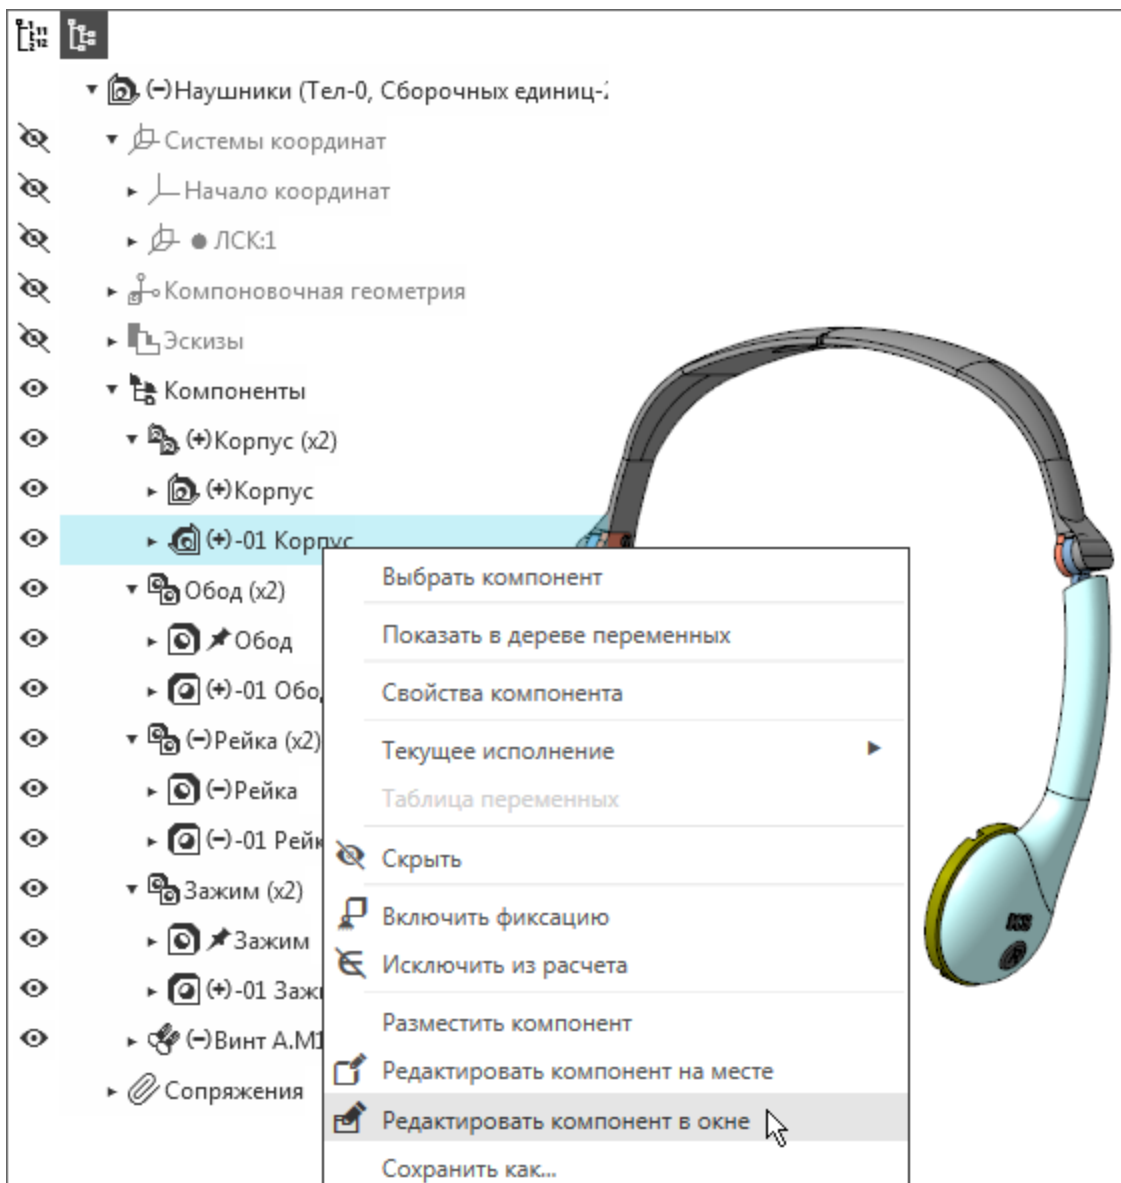 (-)Наушники (Тел-0, Сборочных единиц-
Системы координат
Начало координат
ЛСК:1
Компоновочная геометрия
Эскизы
Компоненты
(+)Корпус (x2)
(+)Корпус
(+)-01 Корпус
Обод (x2)
Обод
(+)-01 Обо
(-)Рейка (x2)
(-)Рейка
(-)-01 Рейк
Зажим (x2)
Зажим
(+)-01 Заж
(-)Винт А.М1
Сопряжения
Выбрать компонент
Показать в дереве переменных
Свойства компонента
Текущее исполнение
Таблица переменных
Скрыть
Включить фиксацию
Исключить из расчета
Разместить компонент
Редактировать компонент на месте
Редактировать компонент в окне
Сохранить как...